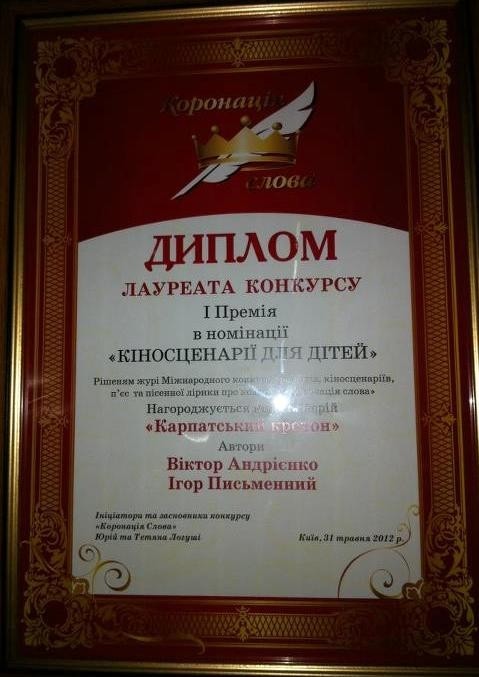 Коронація
слова
ДИПЛОМ
ЛАУРЕАТА КОНКУРСУ
І Премія
в номінації
«КІНОСЦЕНАРІЇ ДЛЯ ДІТЕЙ»
Рішенням журі Міжнародного кіносценаріїв,
п’єс та пісенної лірики про слова»
Нагороджується
«Карпатський
Автори
Віктор Андрієнко
Ігор Письменний
Ініціатори та засновники конкурсу
«Коронація Слова»
Юрій та Тетяна Логуші
Київ, 31 травня 2012 р.